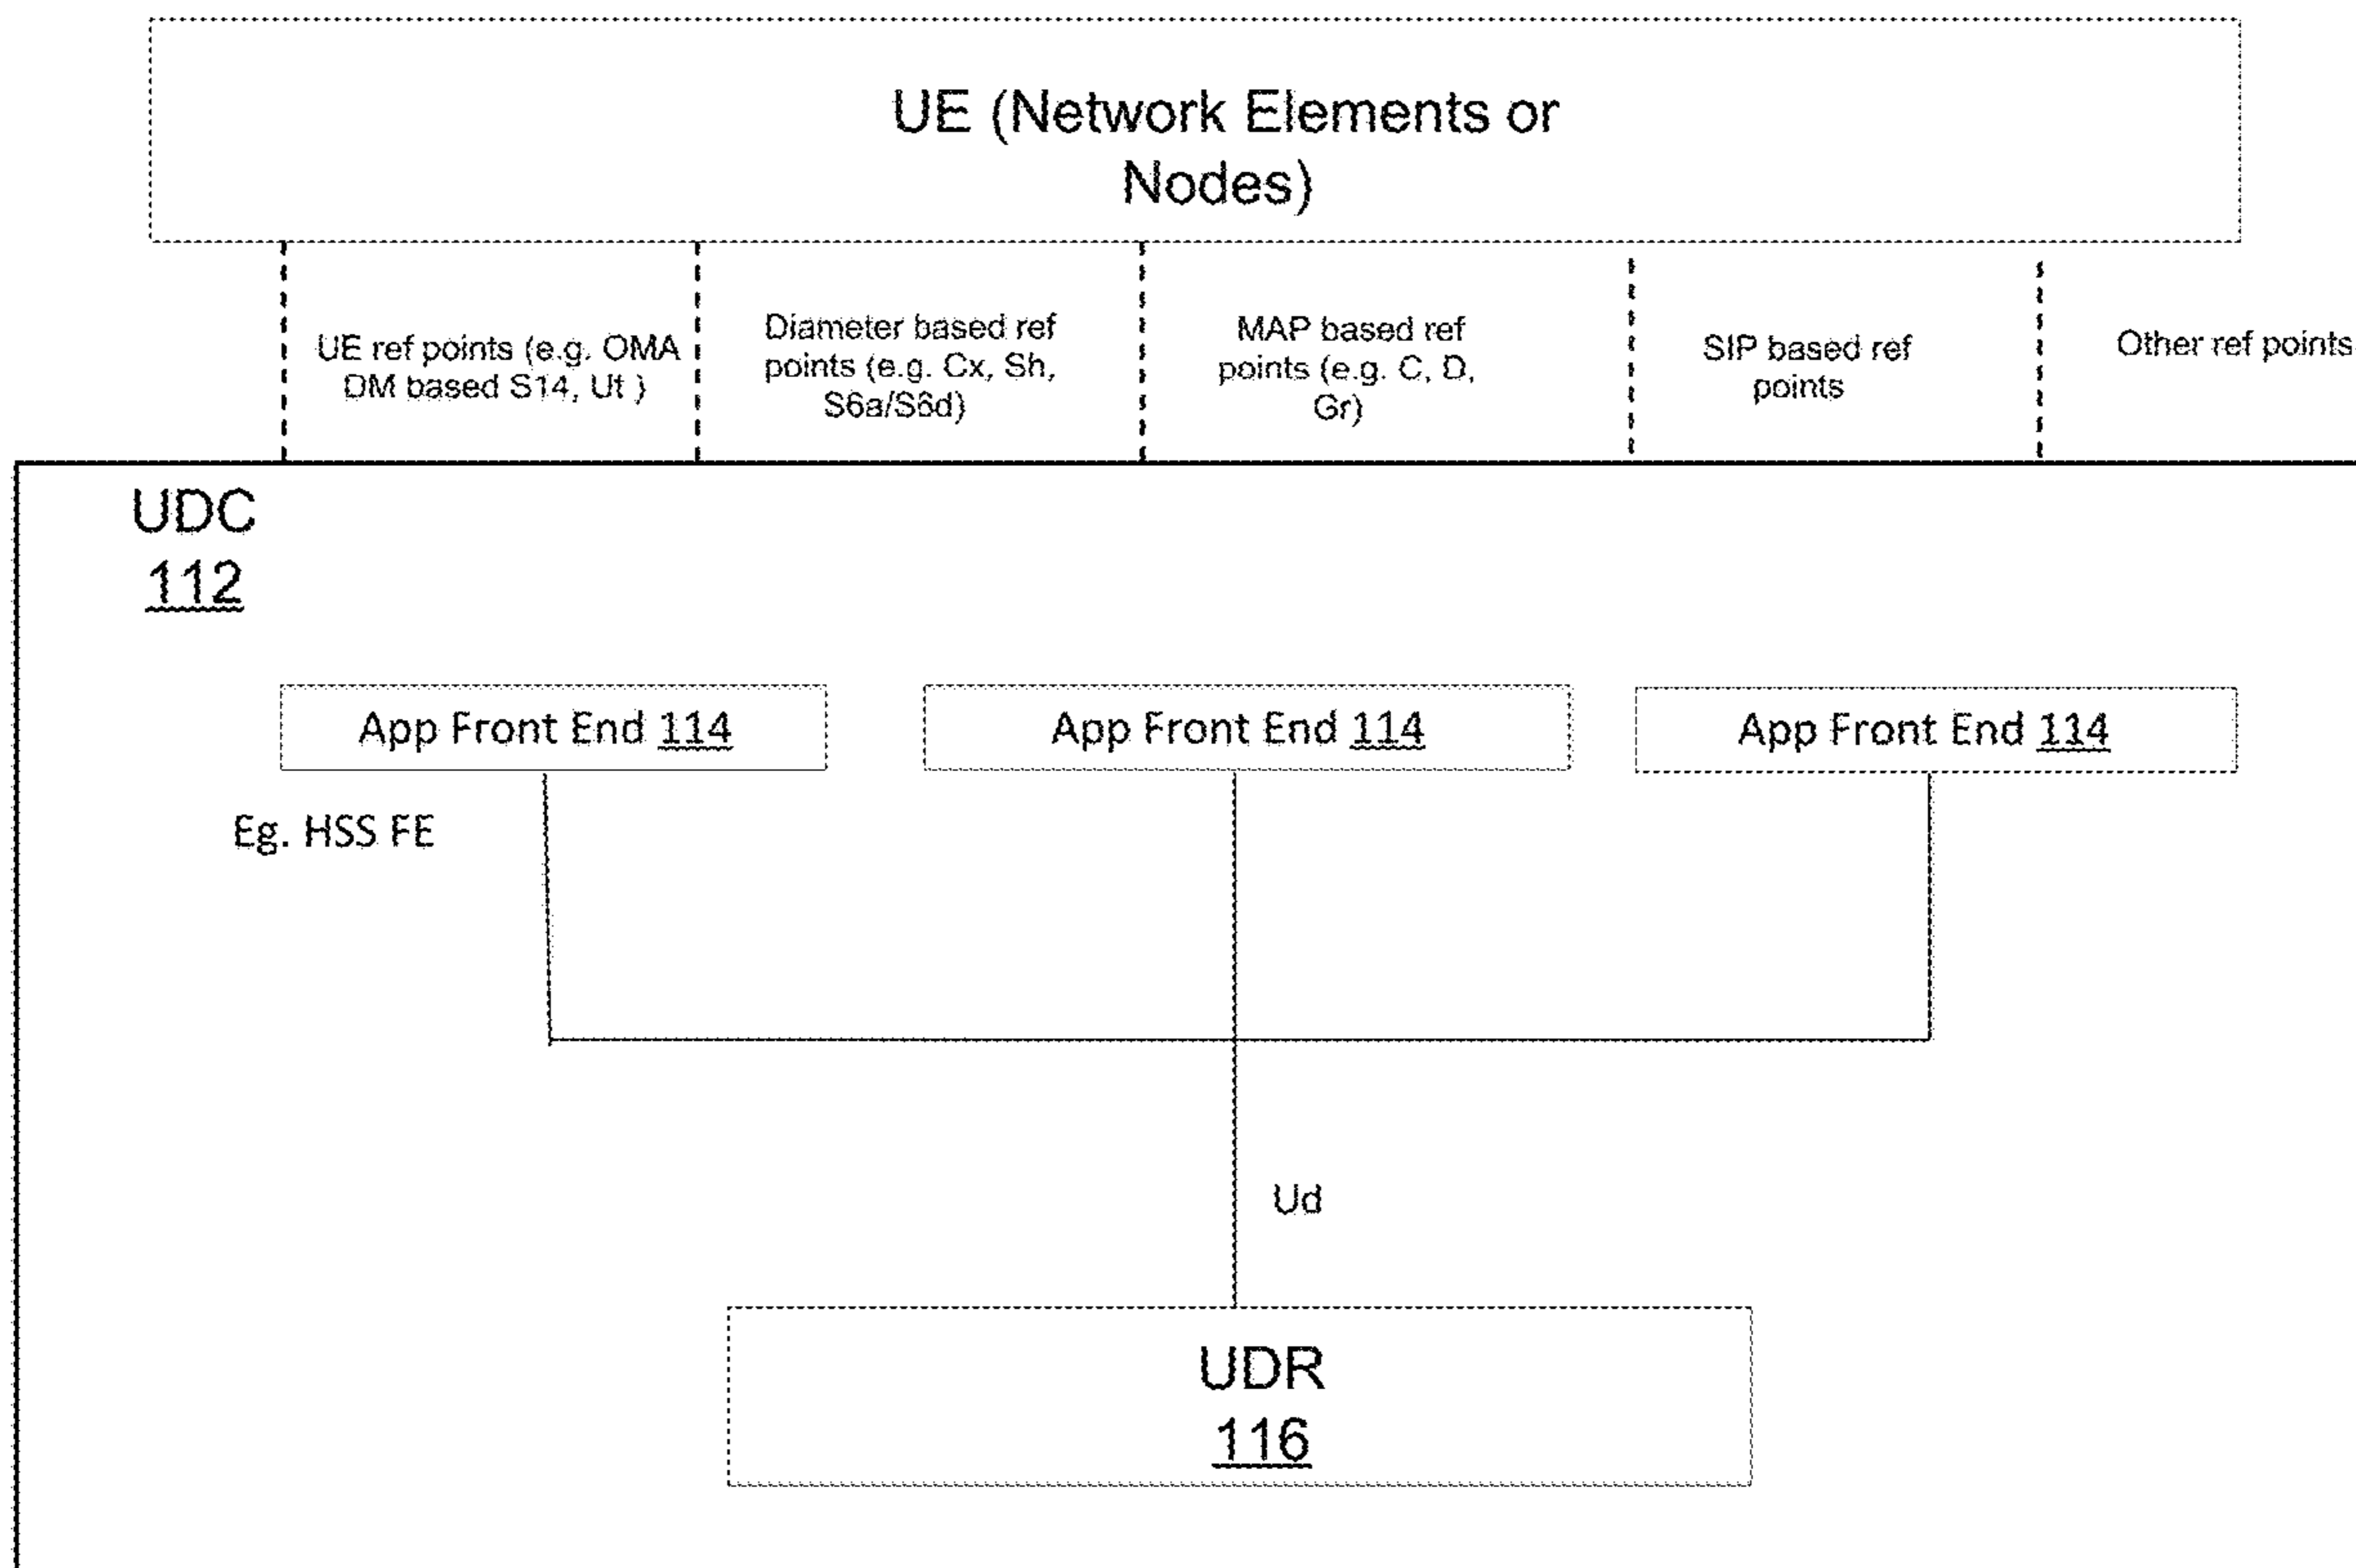 UE (Network Elements or
Nodes)
UE ref points (e.g. OMA
DM based S14, Ut )
Diameter based ref
points (e.g. Cx, Sh,
S6a/S6d)
MAP based ref
points (e.g. C, D,
Gr)
SIP based ref
points
Other ref points
UDC
112
App Front End 114
App Front End 114
App Front End 114
Eg. HSS FE
Ud
UDR
116